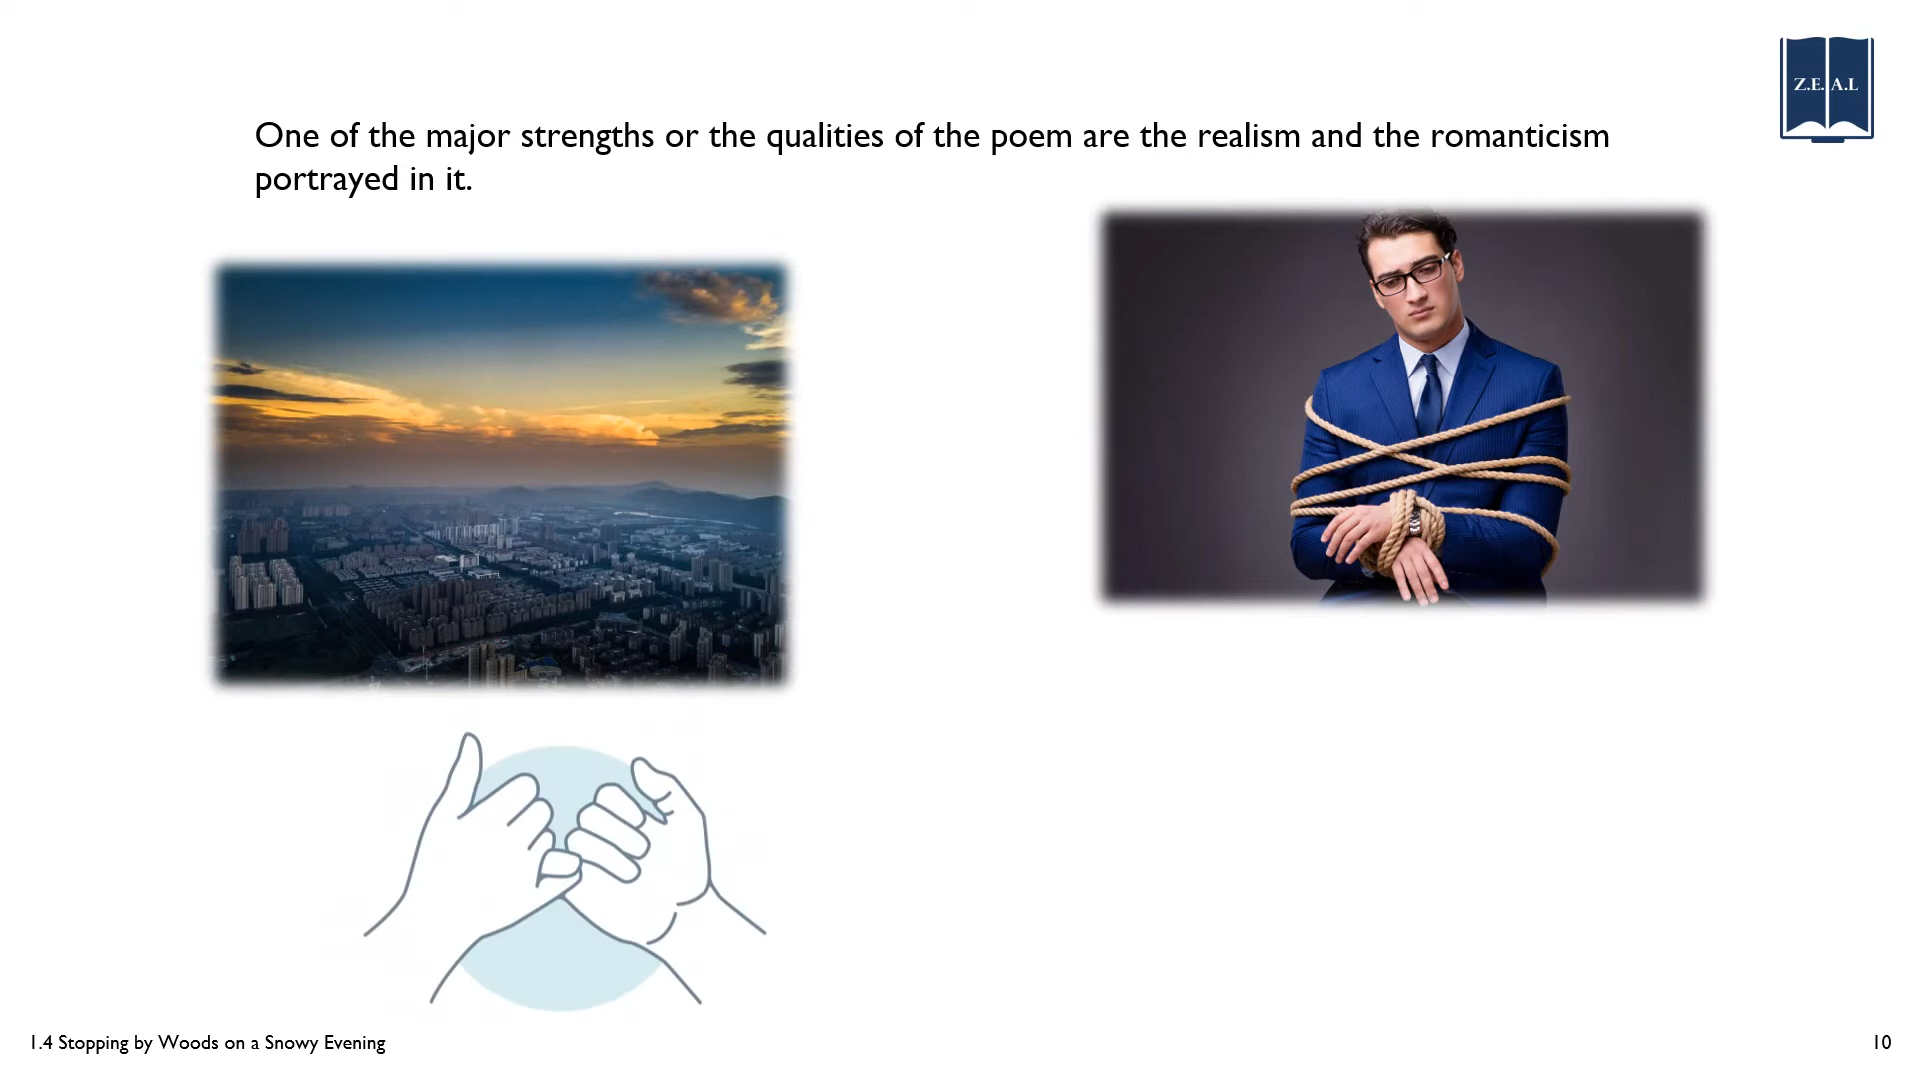 Z.E. A.L
One of the major strengths or the qualities of the poem are the realism and the romanticism
portrayed in it.
1.4 Stopping by Woods on a Snowy Evening
10